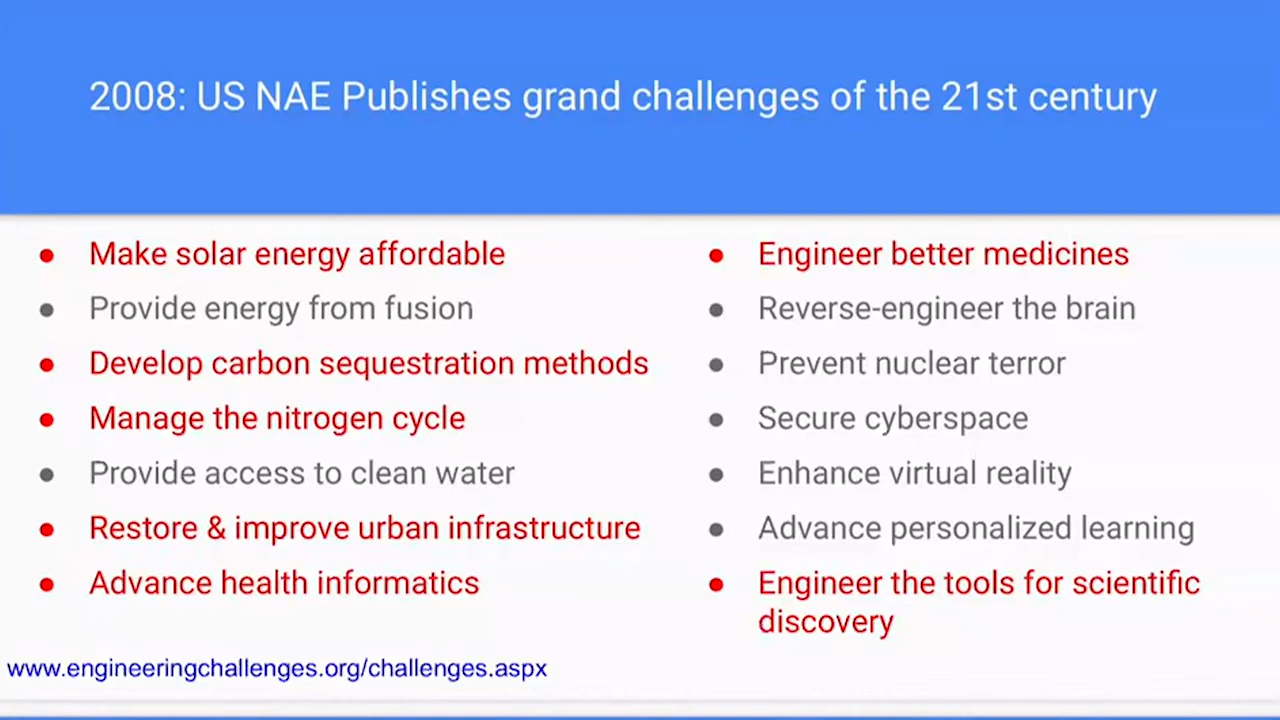 2008: US NAE Publishes grand challenges of the 21st century
● Make solar energy affordable
● Provide energy from fusion
● Develop carbon sequestration methods
● Manage the nitrogen cycle
● Provide access to clean water
● Restore & improve urban infrastructure
● Advance health informatics
● Engineer better medicines
● Reverse-engineer the brain
● Prevent nuclear terror
● Secure cyberspace
● Enhance virtual reality
● Advance personalized learning
● Engineer the tools for scientific
discovery
www.engineeringchallenges.org/challenges.aspx